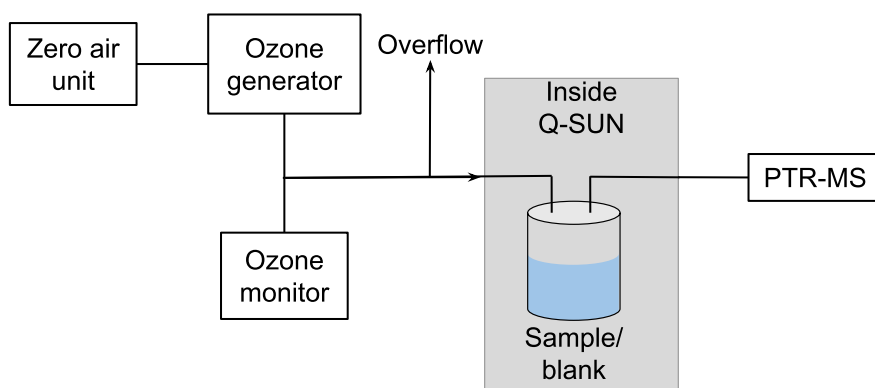 Zero air
unit
Ozone
generator
Overflow
Inside
Q-SUN
PTR-MS
Ozone
monitor
Sample/
blank